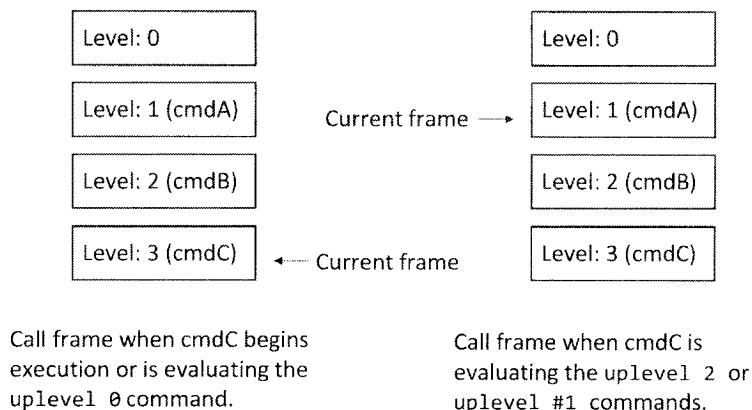 Level: 0
Level: 1 (cmdA)
Level: 2 (cmdB)
Level: 3 (cmdC)
Current frame
Call frame when cmdC begins
execution or is evaluating the
uplevel 0 command.
Level: 0
Current frame
Level: 1 (cmdA)
Level: 2 (cmdB)
Level: 3 (cmdC)
Call frame when cmdC is
evaluating the uplevel 2 or
uplevel #1 commands.